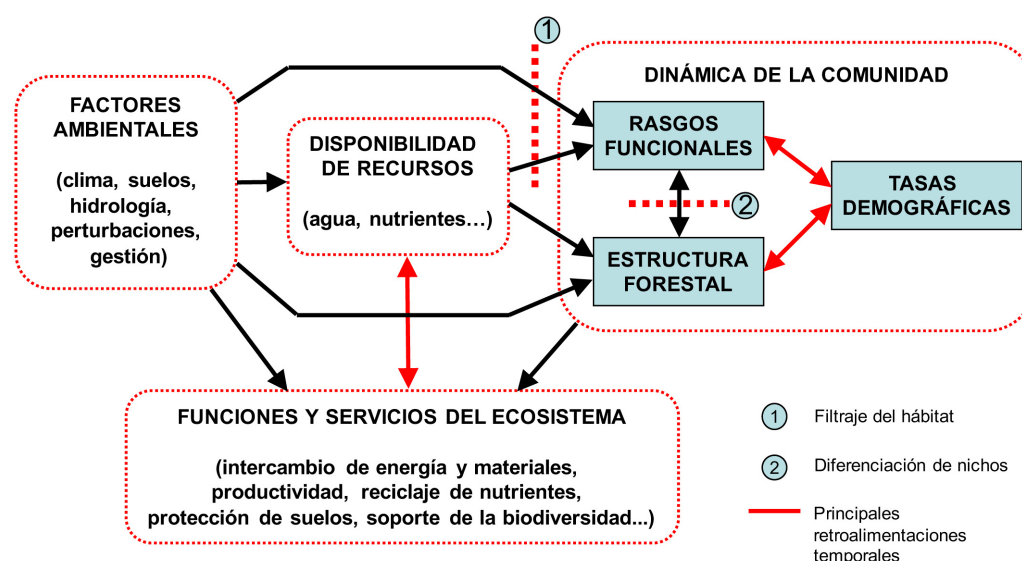 1
DINÁMICA DE LA COMUNIDAD
FACTORES
AMBIENTALES
(clima, suelos,
hidrología,
perturbaciones,
gestión)
DISPONIBILIDAD
DE RECURSOS
(agua, nutrientes...)
RASGOS
FUNCIONALES
2
TASAS
DEMOGRÁFICAS
ESTRUCTURA
FORESTAL
FUNCIONES Y SERVICIOS DEL ECOSISTEMA
(intercambio de energía y materiales,
productividad, reciclaje de nutrientes,
protección de suelos, soporte de la biodiversidad...)
1 Filtraje del hábitat
2 Diferenciación de nichos
Principales
retroalimentaciones
temporales